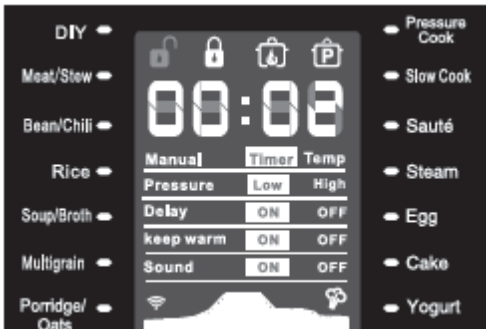 DIY
Meat/Stew
Bean/Chili
Rice
Soup/Broth
Multigrain
Porridge/
Oats
P
00:02
Manual Timer Temp
Pressure Low High
Delay ON OFF
keep warm ON OFF
Sound ON OFF
Pressure
Cook
Slow Cook
Sauté
Steam
Egg
Cake
Yogurt